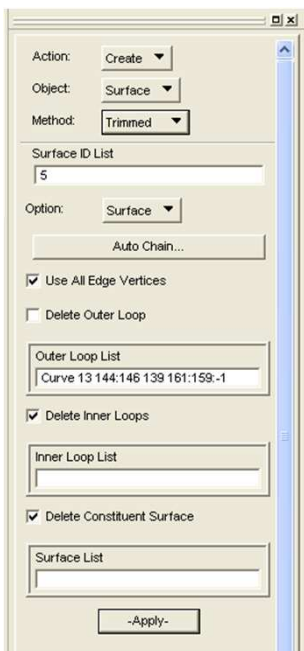 Action: Create
Object: Surface
Method: Trimmed
Surface ID List
5
Option: Surface
Auto Chain...
Use All Edge Vertices
Delete Outer Loop
Outer Loop List
Curve 13 144:146 139 161:159:-1
Delete Inner Loops
Inner Loop List
Delete Constituent Surface
Surface List
-Apply-